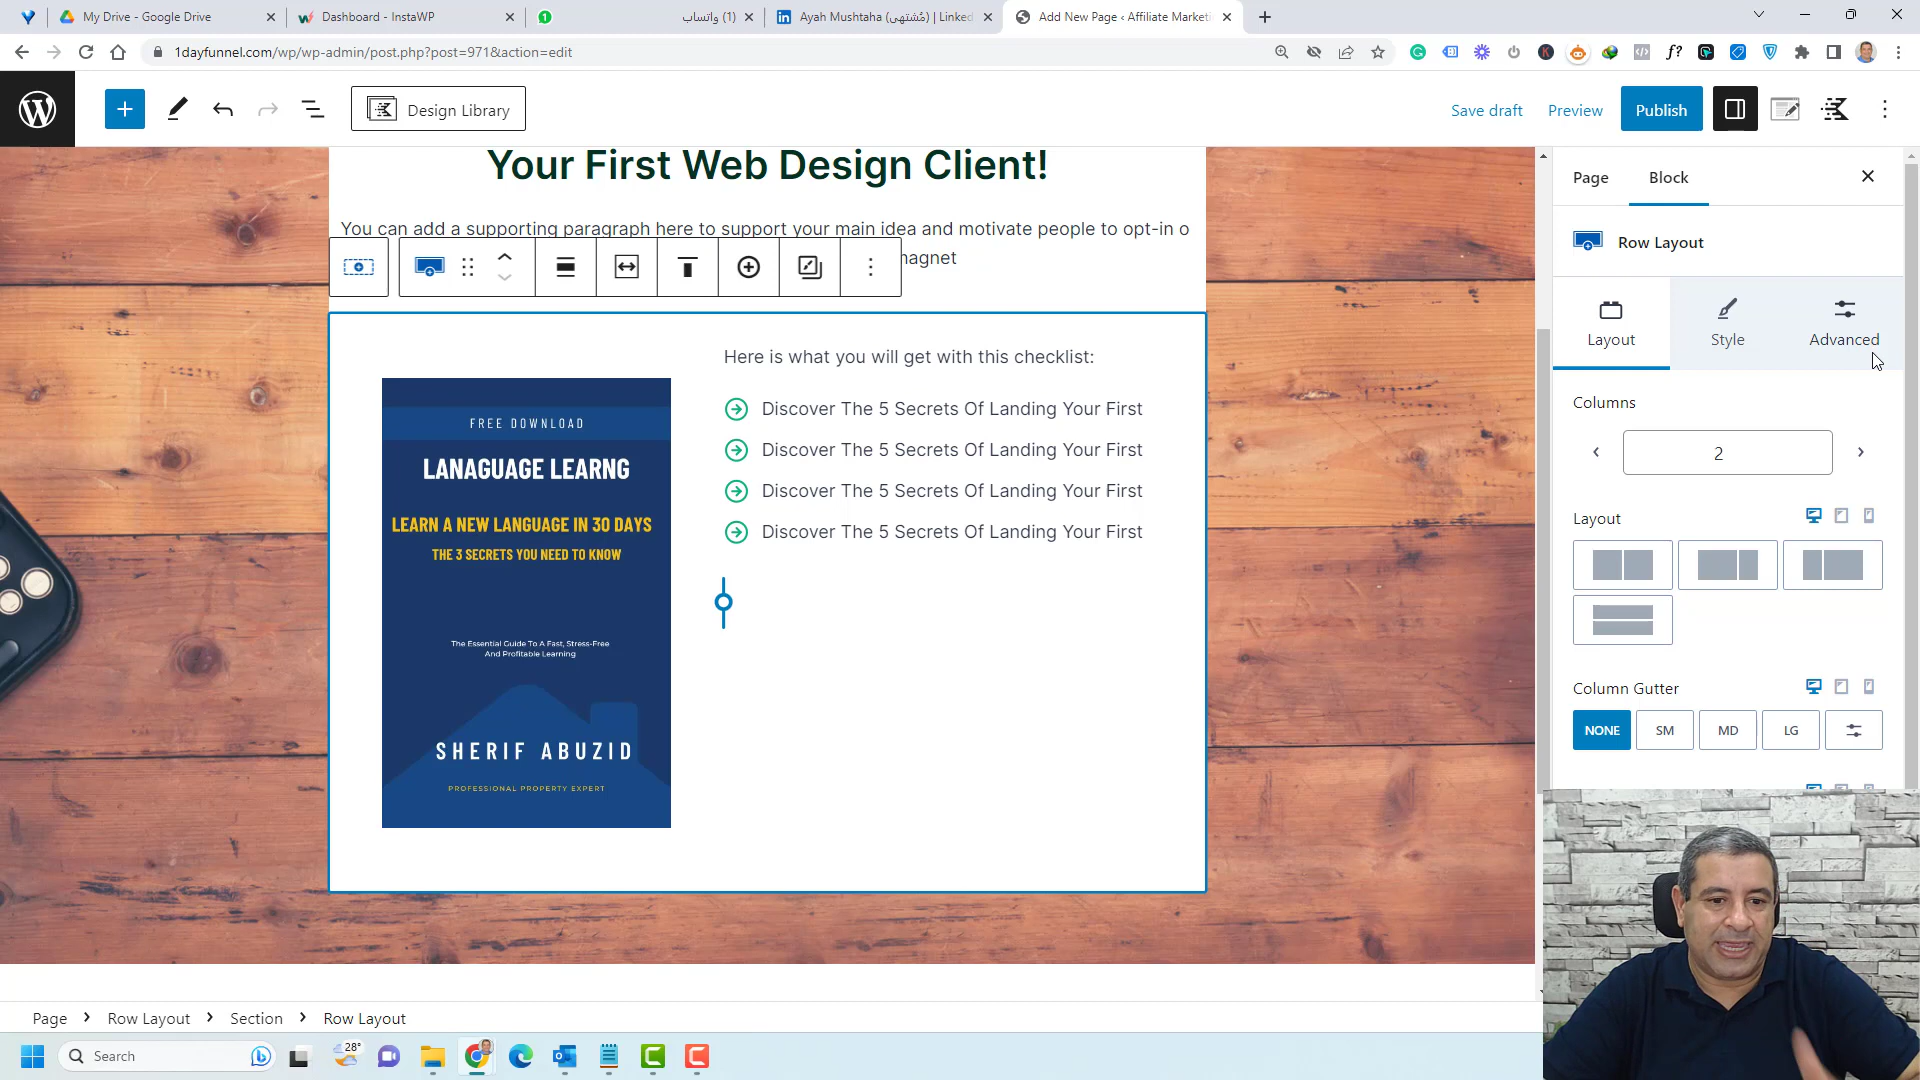 My Drive - Google Drive
Dashboard - InstaWP
(1) واتساب
Ayah Mushtaha (مُشتهى) | Linked
Add New Page ‹ Affiliate Marketi
1dayfunnel.com/wp/wp-admin/post.php?post=971&action=edit
Design Library
Save draft
Preview
Publish
Your First Web Design Client!
You can add a supporting paragraph here to support your main idea and motivate people to opt-in o
nagnet
Here is what you will get with this checklist:
Discover The 5 Secrets Of Landing Your First
Discover The 5 Secrets Of Landing Your First
Discover The 5 Secrets Of Landing Your First
Discover The 5 Secrets Of Landing Your First
FREE DOWNLOAD
LANAGUAGE LEARNG
LEARN A NEW LANGUAGE IN 30 DAYS
THE 3 SECRETS YOU NEED TO KNOW
The Essential Guide To A Fast, Stress-Free
And Profitable Learning
SHERIF ABUZID
PROFESSIONAL PROPERTY EXPERT
Page
Block
Row Layout
Layout
Style
Advanced
Columns
2
Layout
Column Gutter
NONE
SM
MD
LG
Page
Row Layout
Section
Row Layout
Search
28°